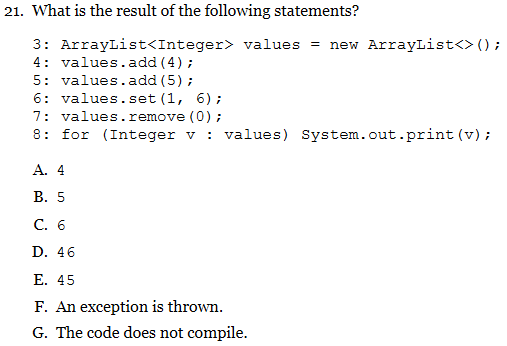 21. What is the result of the following statements?
3: ArrayList<Integer> values = new ArrayList<>();
4: values.add(4);
5: values.add(5);
6: values.set(1, 6);
7: values.remove(0);
8: for (Integer v : values) System.out.print(v);
A. 4
B. 5
C. 6
D. 46
E. 45
F. An exception is thrown.
G. The code does not compile.